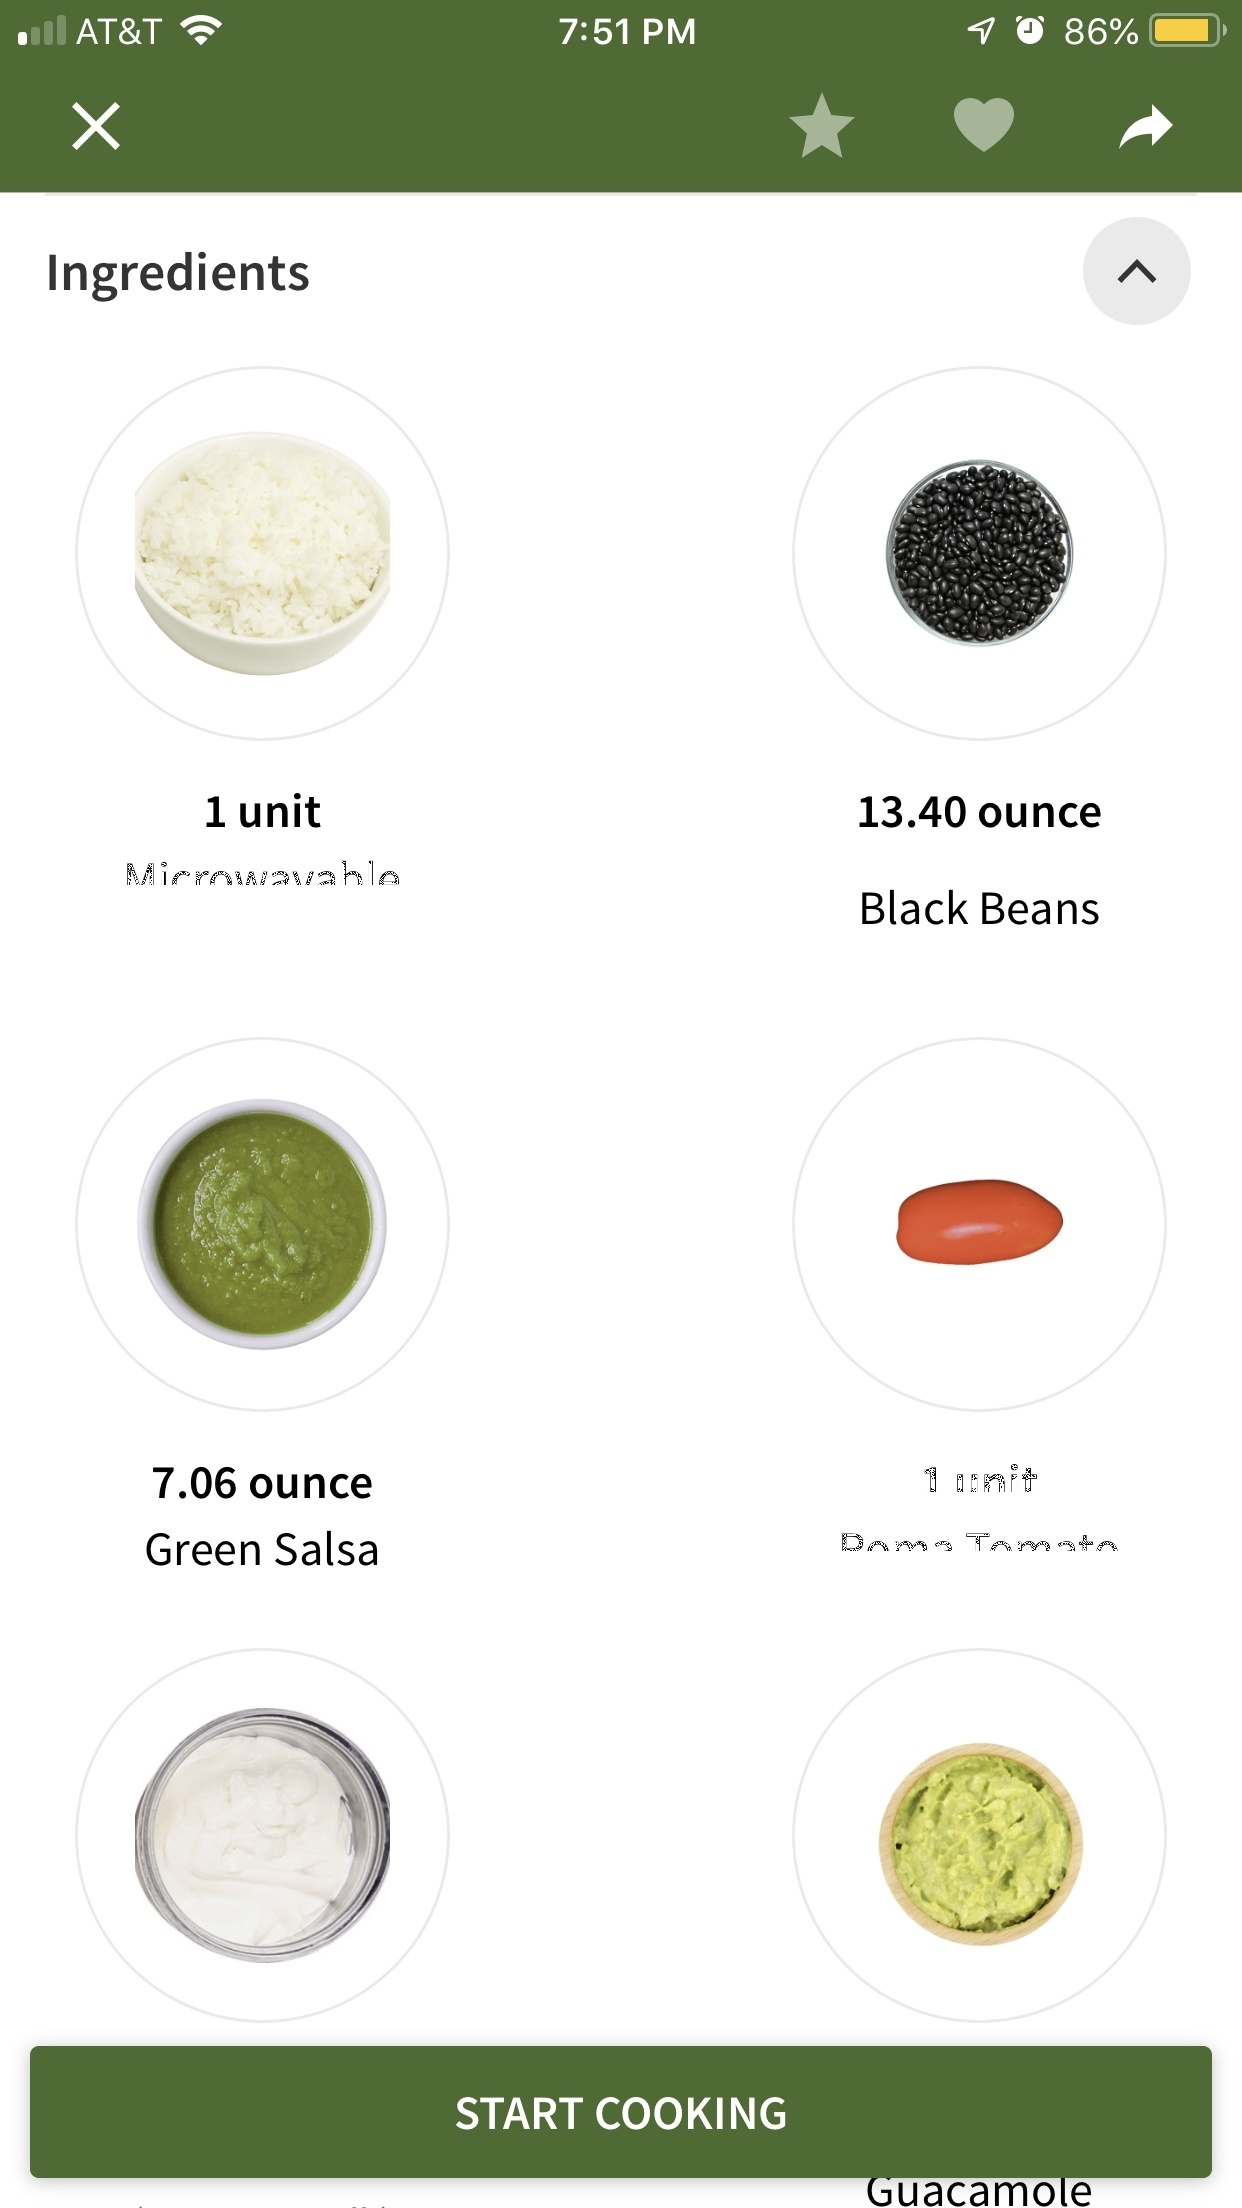 AT&T
7:51 PM
86%
Ingredients
1 unit
13.40 ounce
Microwavable
Black Beans
7.06 ounce
1 unit
Green Salsa
Roma Tomato
START COOKING
Guacamole